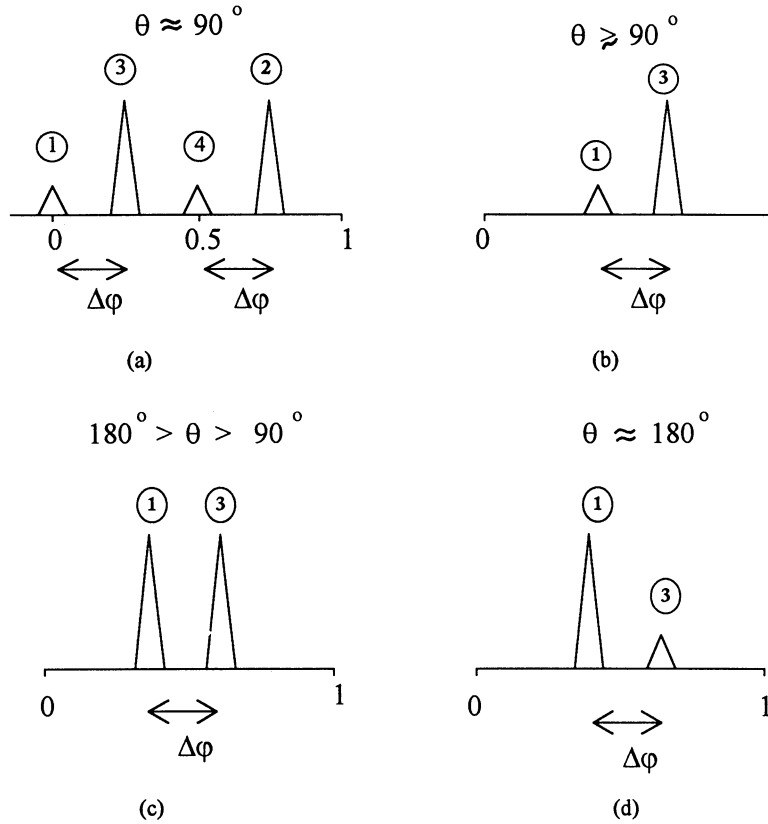 θ ≈ 90°
③ ②
① ④
0 0.5 1
Δφ Δφ
(a)
θ ≳ 90°
③
①
0
Δφ
(b)
180° > θ > 90°
① ③
0 1
Δφ
(c)
θ ≈ 180°
①
③
0 1
Δφ
(d)